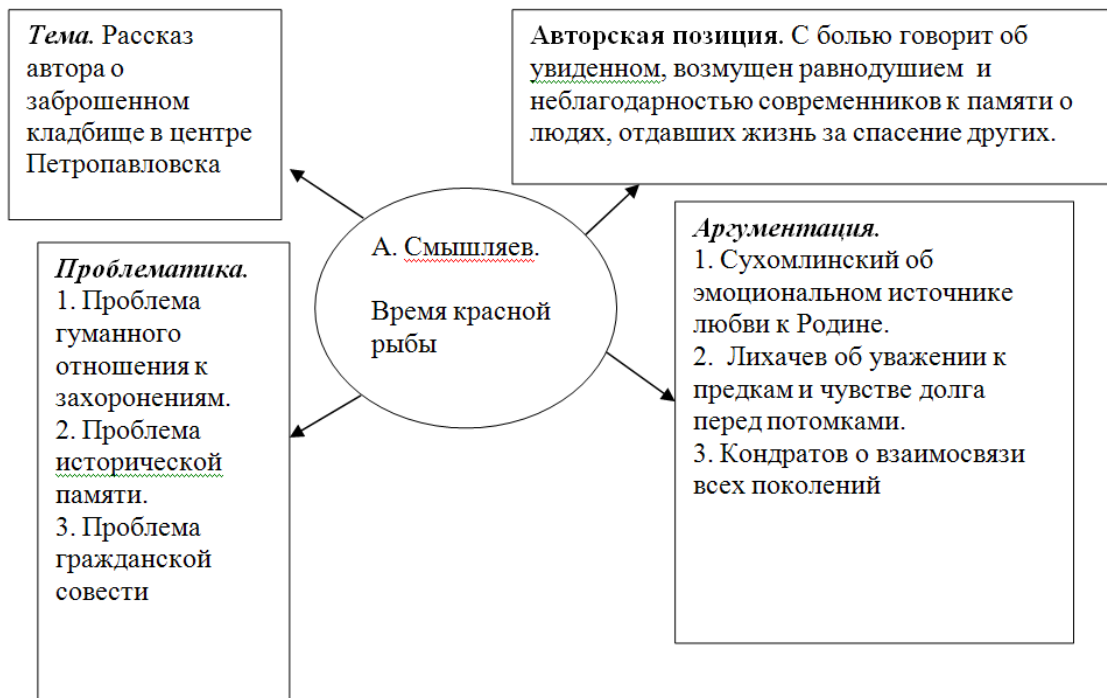 Тема. Рассказ
автора о
заброшенном
кладбище в центре
Петропавловска
Авторская позиция. С болью говорит об
увиденном, возмущен равнодушием и
неблагодарностью современников к памяти о
людях, отдавших жизнь за спасение других.
А. Смышляев.
Время красной
рыбы
Проблематика.
1. Проблема
гуманного
отношения к
захоронениям.
2. Проблема
исторической
памяти.
3. Проблема
гражданской
совести
Аргументация.
1. Сухомлинский об
эмоциональном источнике
любви к Родине.
2. Лихачев об уважении к
предкам и чувстве долга
перед потомками.
3. Кондратов о взаимосвязи
всех поколений